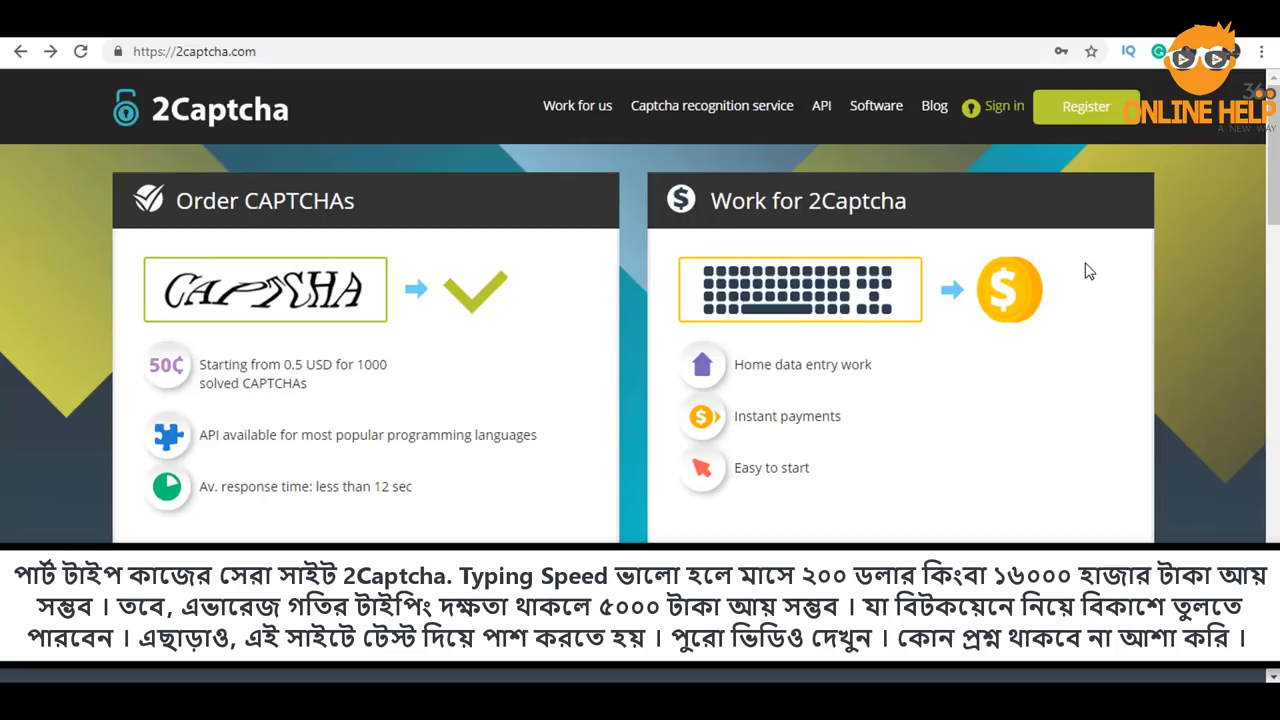 https://2captcha.com
IQ
360
ONLINE HELP
A NEW WAY
2Captcha
Work for us
Captcha recognition service
API
Software
Blog
Sign in
Register
Order CAPTCHAs
CAPTCHA
50¢
Starting from 0.5 USD for 1000
solved CAPTCHAs
API available for most popular programming languages
Av. response time: less than 12 sec
Work for 2Captcha
Home data entry work
Instant payments
Easy to start
পার্ট টাইপ কাজের সেরা সাইট 2Captcha. Typing Speed ভালো হলে মাসে ২০০ ডলার কিংবা ১৬০০০ হাজার টাকা আয়
সম্ভব । তবে, এভারেজ গতির টাইপিং দক্ষতা থাকলে ৫০০০ টাকা আয় সম্ভব । যা বিটকয়েনে নিয়ে বিকাশে তুলতে
পারবেন । এছাড়াও, এই সাইটে টেস্ট দিয়ে পাশ করতে হয় । পুরো ভিডিও দেখুন । কোন প্রশ্ন থাকবে না আশা করি ।